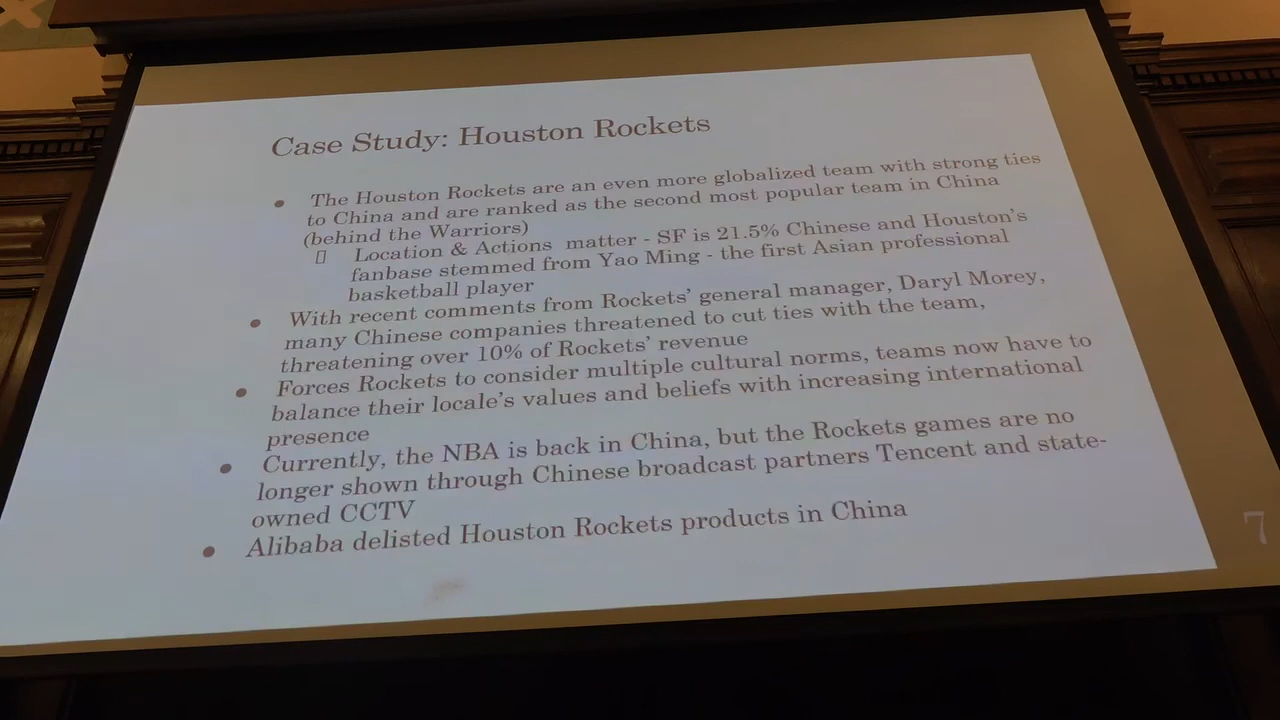 Case Study: Houston Rockets
• The Houston Rockets are an even more globalized team with strong ties
to China and are ranked as the second most popular team in China
(behind the Warriors)
▯ Location & Actions matter - SF is 21.5% Chinese and Houston's
fanbase stemmed from Yao Ming - the first Asian professional
basketball player
• With recent comments from Rockets' general manager, Daryl Morey,
many Chinese companies threatened to cut ties with the team,
threatening over 10% of Rockets' revenue
• Forces Rockets to consider multiple cultural norms, teams now have to
balance their locale's values and beliefs with increasing international
presence
• Currently, the NBA is back in China, but the Rockets games are no
longer shown through Chinese broadcast partners Tencent and state-
owned CCTV
• Alibaba delisted Houston Rockets products in China
7